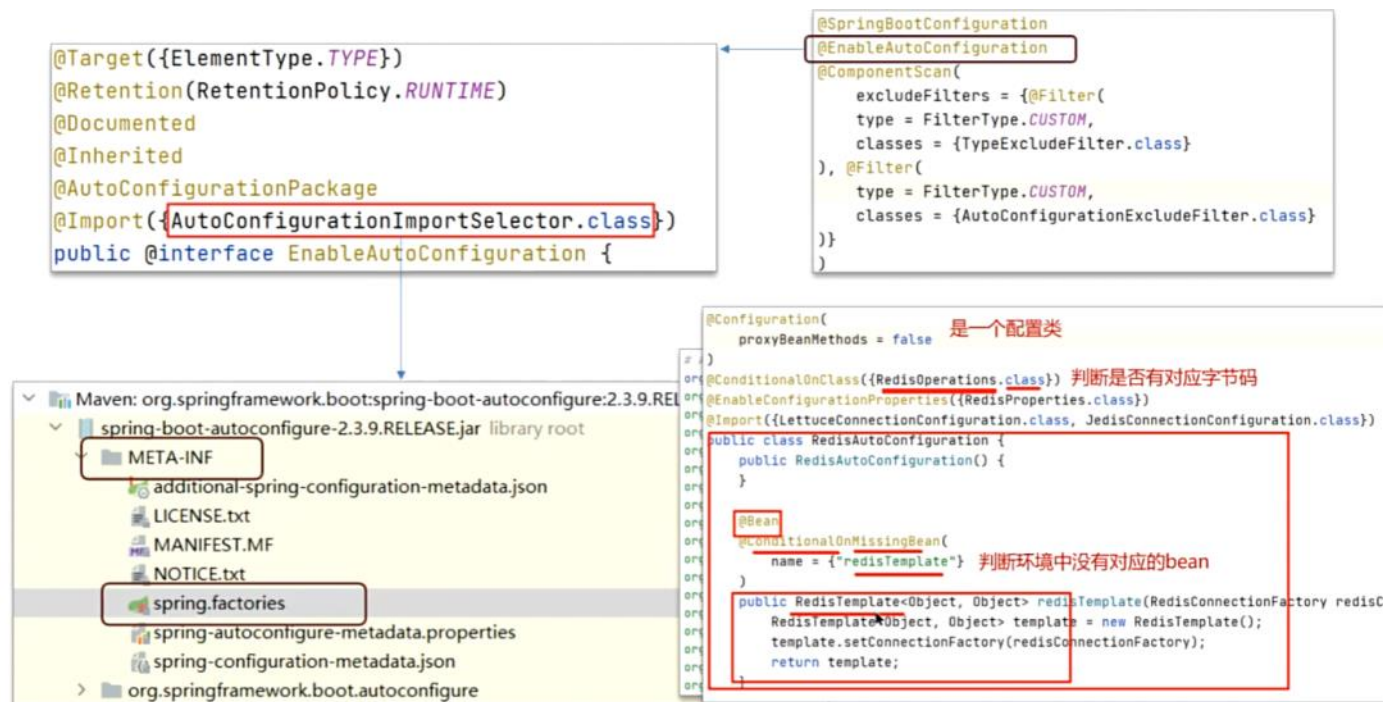 @Target({ElementType.TYPE})
@Retention(RetentionPolicy.RUNTIME)
@Documented
@Inherited
@AutoConfigurationPackage
@Import({AutoConfigurationImportSelector.class})
public @interface EnableAutoConfiguration {
@SpringBootConfiguration
@EnableAutoConfiguration
@ComponentScan(
excludeFilters = {@Filter(
type = FilterType.CUSTOM,
classes = {TypeExcludeFilter.class}
), @Filter(
type = FilterType.CUSTOM,
classes = {AutoConfigurationExcludeFilter.class}
)}
)
Maven: org.springframework.boot:spring-boot-autoconfigure:2.3.9.REL
spring-boot-autoconfigure-2.3.9.RELEASE.jar library root
META-INF
additional-spring-configuration-metadata.json
LICENSE.txt
MANIFEST.MF
NOTICE.txt
spring.factories
spring-autoconfigure-metadata.properties
spring-configuration-metadata.json
org.springframework.boot.autoconfigure
@Configuration(
proxyBeanMethods = false
是一个配置类
)
@ConditionalOnClass({RedisOperations.class}) 判断是否有对应字节码
@EnableConfigurationProperties({RedisProperties.class})
@Import({LettuceConnectionConfiguration.class, JedisConnectionConfiguration.class})
public class RedisAutoConfiguration {
public RedisAutoConfiguration() {
}
@Bean
@ConditionalOnMissingBean(
name = {"redisTemplate"} 判断环境中没有对应的bean
)
public RedisTemplate<Object, Object> redisTemplate(RedisConnectionFactory redisC
RedisTemplate<Object, Object> template = new RedisTemplate();
template.setConnectionFactory(redisConnectionFactory);
return template;
}